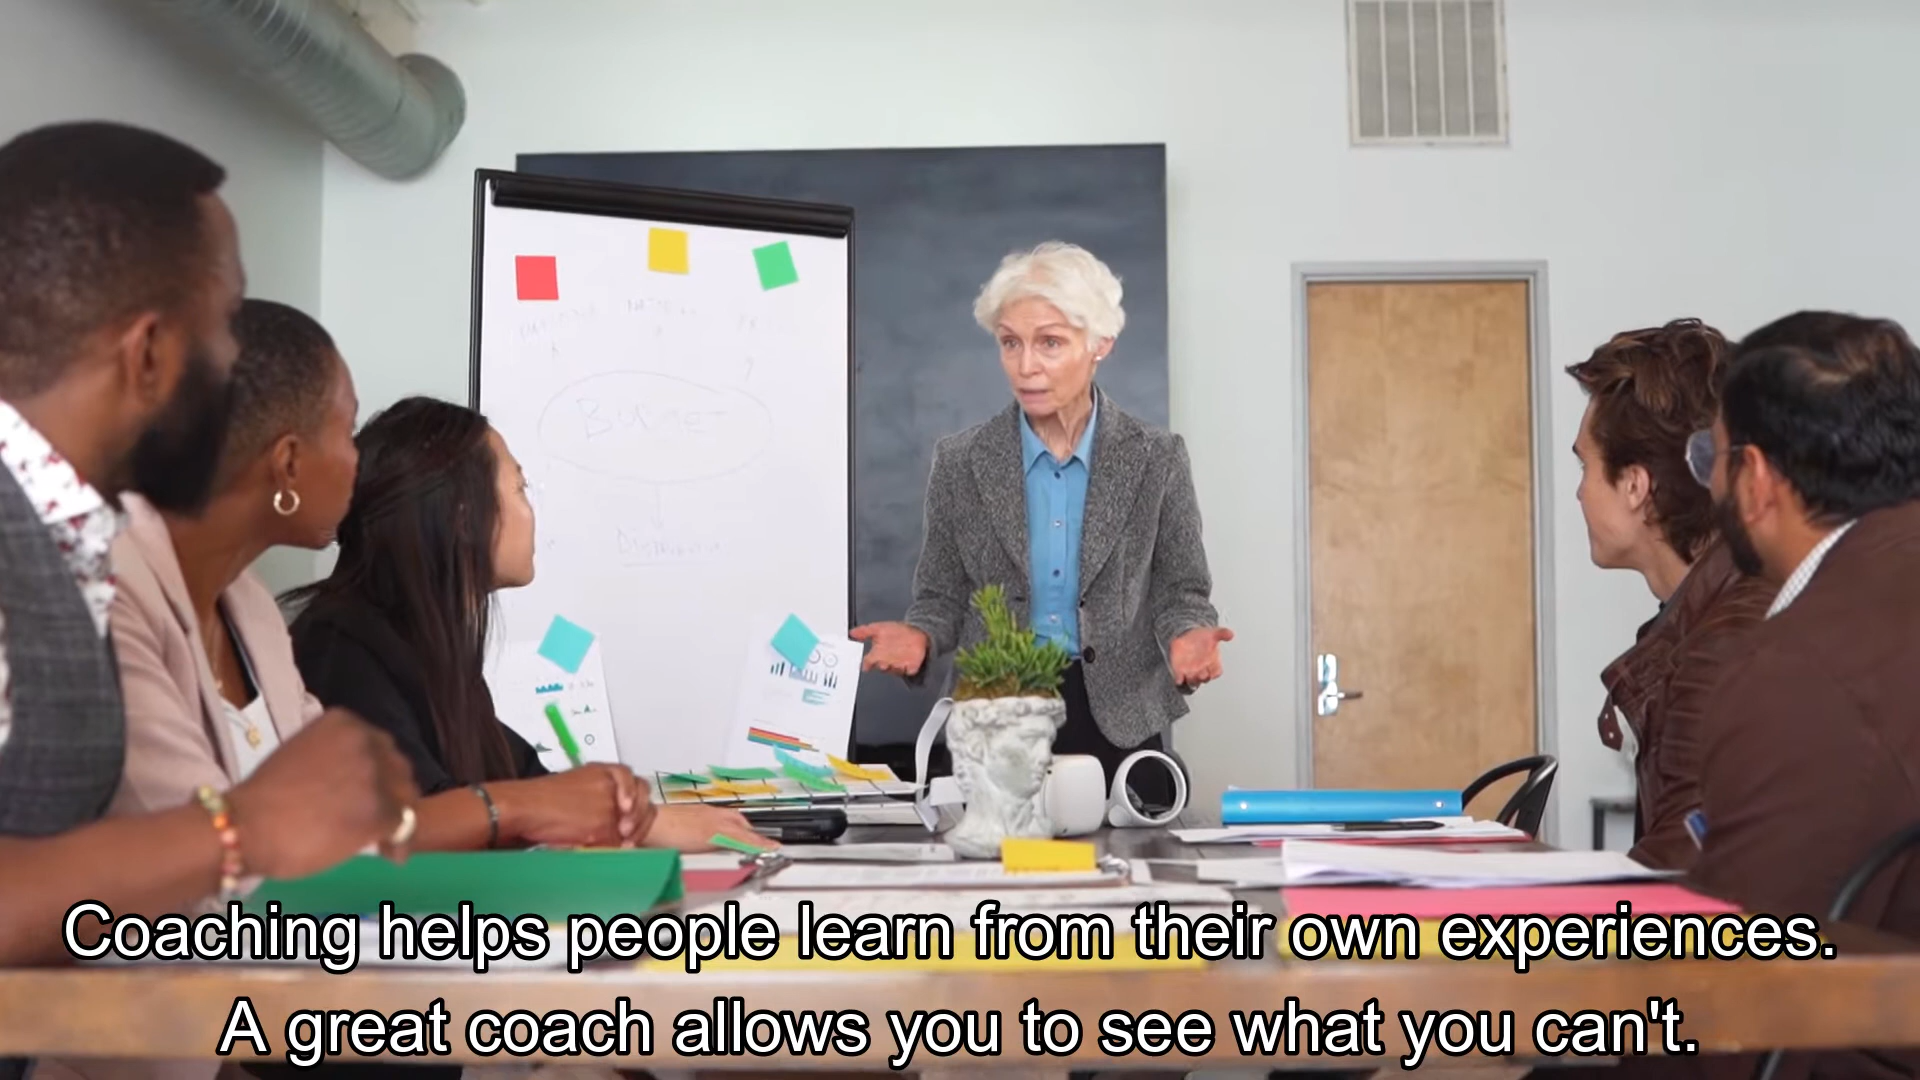 Coaching helps people learn from their own experiences.
A great coach allows you to see what you can't.